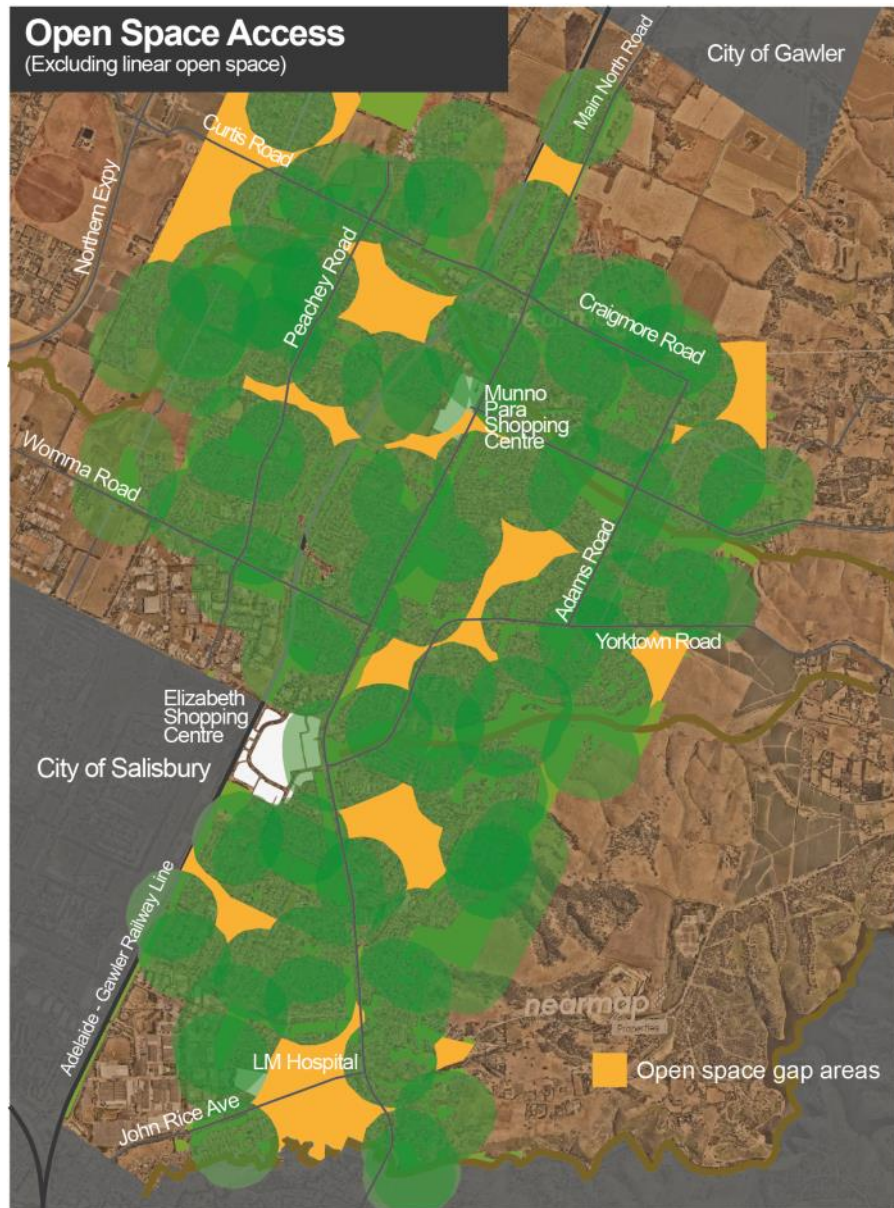 Open Space Access
(Excluding linear open space)
City of Gawler
Main North Road
Curtis Road
Northern Expy
Peachey Road
Craigmore Road
Munno
Para
Shopping
Centre
Womma Road
Adams Road
Yorktown Road
Elizabeth
Shopping
Centre
City of Salisbury
Adelaide - Gawler Railway Line
nearmap
Properties
LM Hospital
Open space gap areas
John Rice Ave